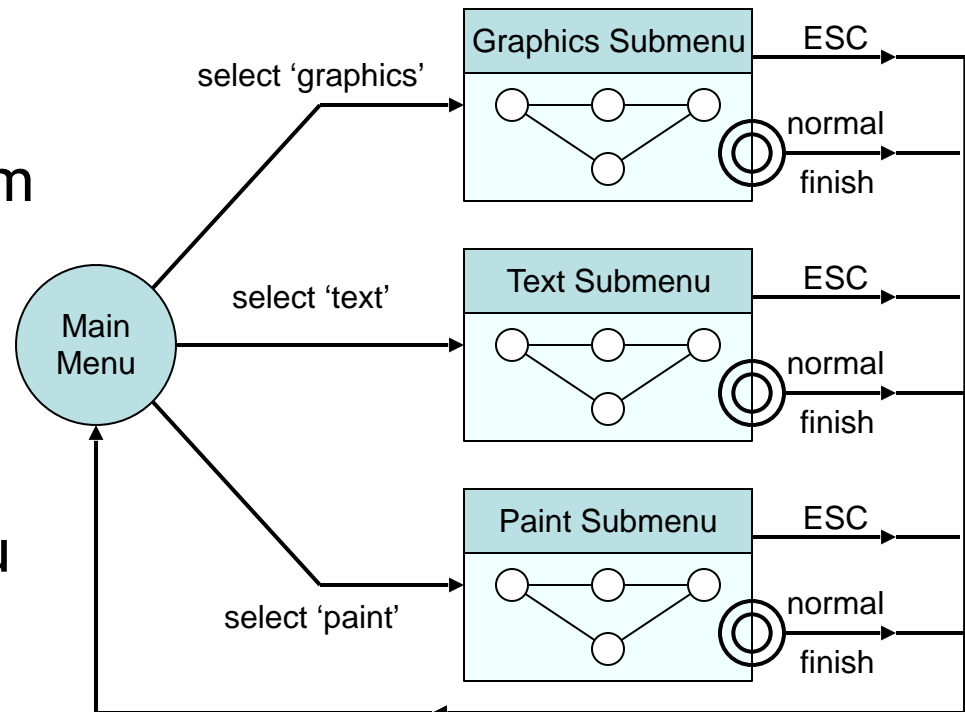 m
u
Main
Menu
select ‘graphics’
Graphics Submenu
ESC
normal
finish
select ‘text’
Text Submenu
ESC
normal
finish
select ‘paint’
Paint Submenu
ESC
normal
finish